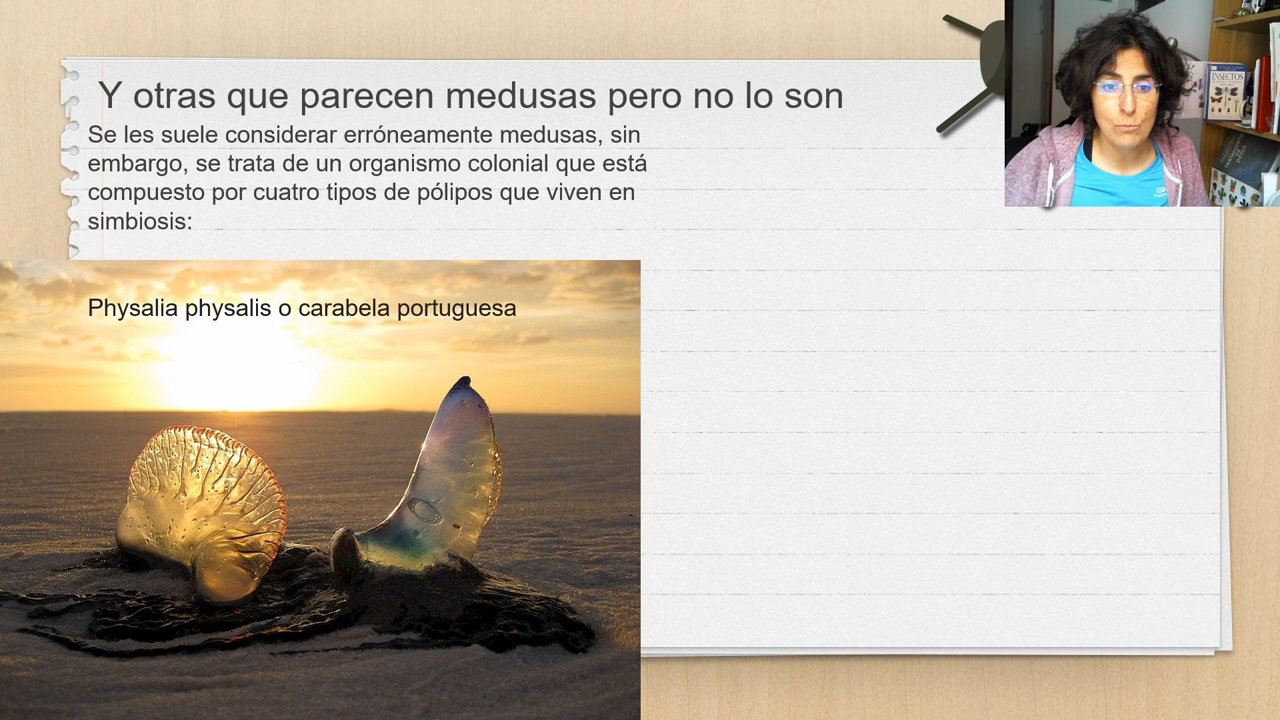 Y otras que parecen medusas pero no lo son
Se les suele considerar erróneamente medusas, sin
embargo, se trata de un organismo colonial que está
compuesto por cuatro tipos de pólipos que viven en
simbiosis:
Physalia physalis o carabela portuguesa
INSECTOS